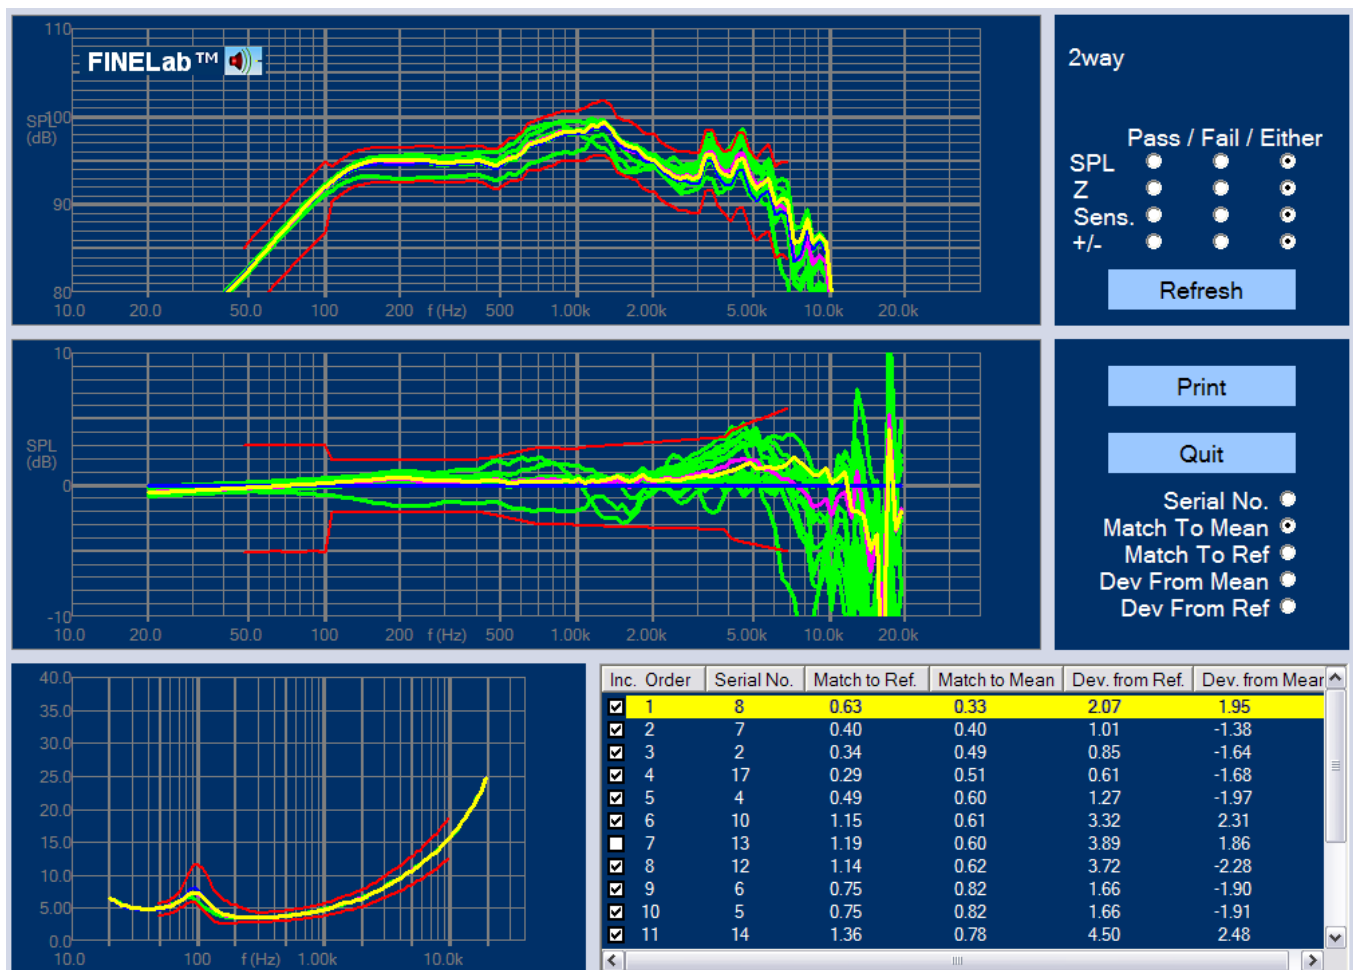 110
FINELab™
SPL
(dB)
100
90
80
10.0 20.0 50.0 100 200 f (Hz) 500 1.00k 2.00k 5.00k 10.0k 20.0k
2way
Pass / Fail / Either
SPL
Z
Sens.
+/-
Refresh
10
SPL
(dB)
0
-10
10.0 20.0 50.0 100 200 f (Hz) 500 1.00k 2.00k 5.00k 10.0k 20.0k
Print
Quit
Serial No.
Match To Mean
Match To Ref
Dev From Mean
Dev From Ref
40.0
35.0
30.0
25.0
20.0
15.0
10.0
5.00
0.0
10.0 100 f (Hz) 1.00k 10.0k
Inc. Order Serial No. Match to Ref. Match to Mean Dev. from Ref. Dev. from Mear
1 8 0.63 0.33 2.07 1.95
2 7 0.40 0.40 1.01 -1.38
3 2 0.34 0.49 0.85 -1.64
4 17 0.29 0.51 0.61 -1.68
5 4 0.49 0.60 1.27 -1.97
6 10 1.15 0.61 3.32 2.31
7 13 1.19 0.60 3.89 1.86
8 12 1.14 0.62 3.72 -2.28
9 6 0.75 0.82 1.66 -1.90
10 5 0.75 0.82 1.66 -1.91
11 14 1.36 0.78 4.50 2.48